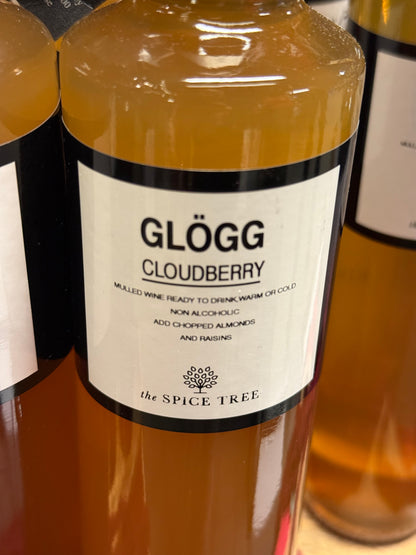 GLÖGG
CLOUDBERRY
MULLED WINE READY TO DRINK,WARM OR COLD
NON ALCOHOLIC
ADD CHOPPED ALMONDS
AND RAISINS
the SPICE TREE